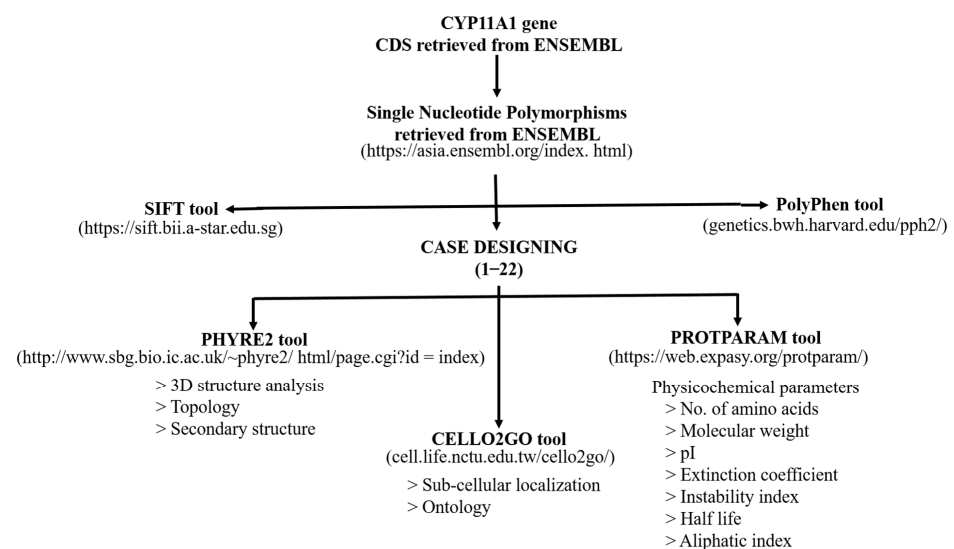 CYP11A1 gene
CDS retrieved from ENSEMBL
Single Nucleotide Polymorphisms
retrieved from ENSEMBL
(https://asia.ensembl.org/index. html)
SIFT tool
(https://sift.bii.a-star.edu.sg)
PolyPhen tool
(genetics.bwh.harvard.edu/pph2/)
CASE DESIGNING
(1−22)
PHYRE2 tool
(http://www.sbg.bio.ic.ac.uk/~phyre2/ html/page.cgi?id = index)
> 3D structure analysis
> Topology
> Secondary structure
CELLO2GO tool
(cell.life.nctu.edu.tw/cello2go/)
> Sub-cellular localization
> Ontology
PROTPARAM tool
(https://web.expasy.org/protparam/)
Physicochemical parameters
> No. of amino acids
> Molecular weight
> pI
> Extinction coefficient
> Instability index
> Half life
> Aliphatic index